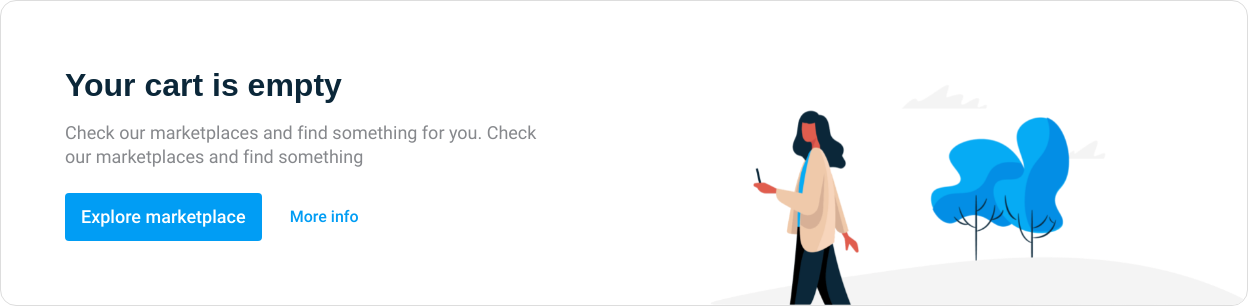 Your cart is empty
Check our marketplaces and find something for you. Check
our marketplaces and find something
Explore marketplace
More info